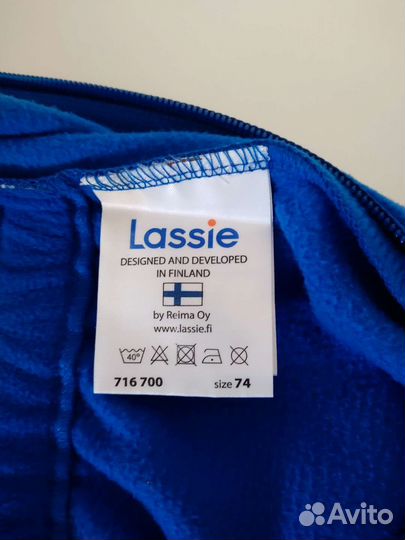 Lassie
DESIGNED AND DEVELOPED
IN FINLAND
by Reima Oy
www.lassie.fi
40°
716 700 size 74
Avito